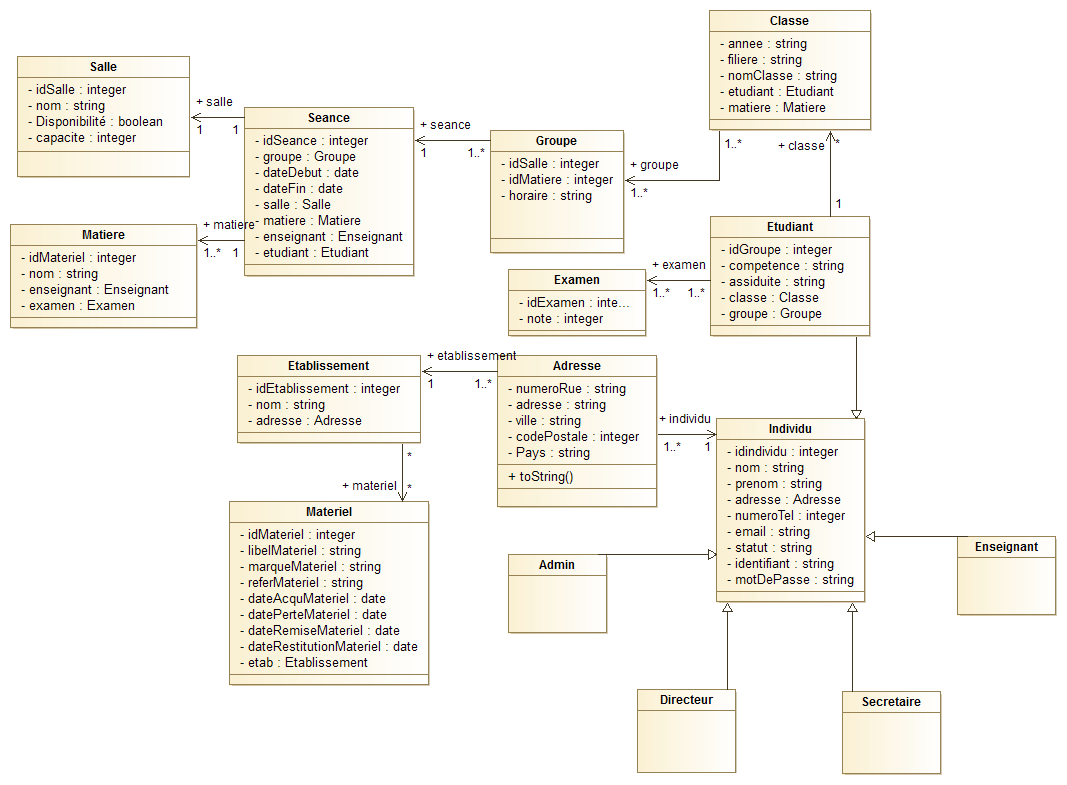 Classe
- annee : string
- filiere : string
- nomClasse : string
- etudiant : Etudiant
- matiere : Matiere
Salle
- idSalle : integer
- nom : string
- Disponibilité : boolean
- capacite : integer
+ salle
1
1
Seance
- idSeance : integer
- groupe : Groupe
- dateDebut : date
- dateFin : date
- salle : Salle
- matiere : Matiere
- enseignant : Enseignant
- etudiant : Etudiant
+ seance
1
1..*
Groupe
- idSalle : integer
- idMatiere : integer
- horaire : string
+ groupe
1..*
1..*
+ classe
*
1
Matiere
- idMateriel : integer
- nom : string
- enseignant : Enseignant
- examen : Examen
+ matiere
1..*
1
Etudiant
- idGroupe : integer
- competence : string
- assiduite : string
- classe : Classe
- groupe : Groupe
Examen
- idExamen : inte...
- note : integer
+ examen
1..*
1..*
Etablissement
- idEtablissement : integer
- nom : string
- adresse : Adresse
+ etablissement
1
1..*
Adresse
- numeroRue : string
- adresse : string
- ville : string
- codePostale : integer
- Pays : string
+ toString()
+ individu
1..*
1
Individu
- idindividu : integer
- nom : string
- prenom : string
- adresse : Adresse
- numeroTel : integer
- email : string
- statut : string
- identifiant : string
- motDePasse : string
*
+ materiel
*
Materiel
- idMateriel : integer
- libelMateriel : string
- marqueMateriel : string
- referMateriel : string
- dateAcquMateriel : date
- datePerteMateriel : date
- dateRemiseMateriel : date
- dateRestitutionMateriel : date
- etab : Etablissement
Admin
Enseignant
Directeur
Secretaire